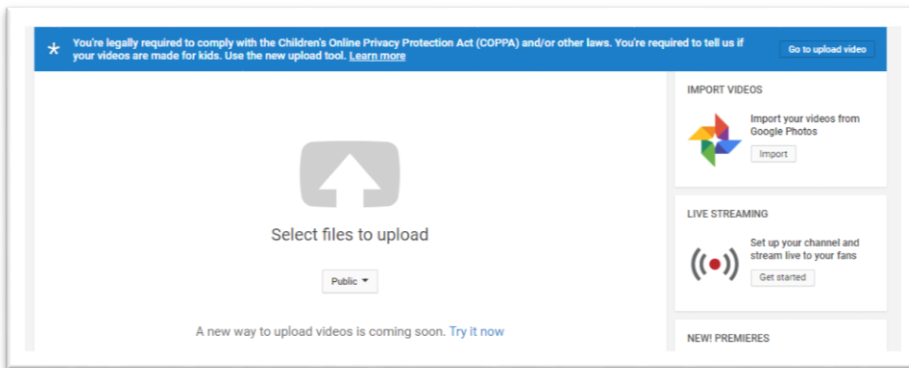 You're legally required to comply with the Children's Online Privacy Protection Act (COPPA) and/or other laws. You're required to tell us if
your videos are made for kids. Use the new upload tool. Learn more
Go to upload video
Select files to upload
Public
A new way to upload videos is coming soon. Try it now
IMPORT VIDEOS
Import your videos from
Google Photos
Import
LIVE STREAMING
Set up your channel and
stream live to your fans
Get started
NEW! PREMIERES